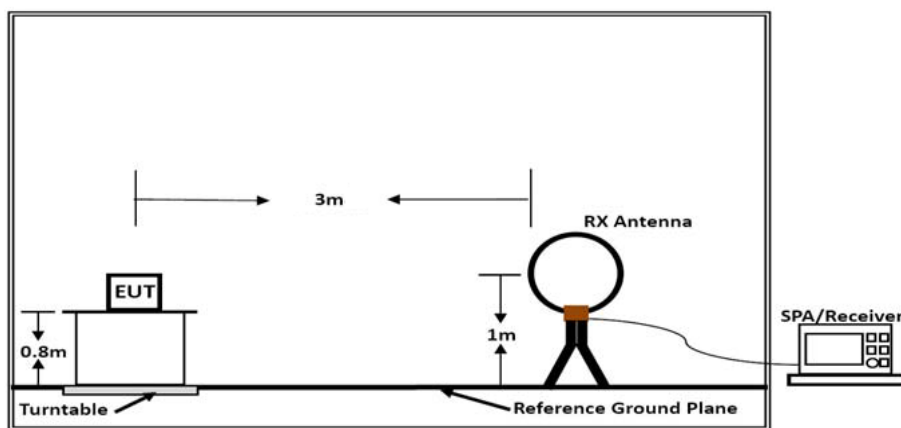 3m
RX Antenna
EUT
SPA/Receiver
0.8m
1m
Turntable
Reference Ground Plane